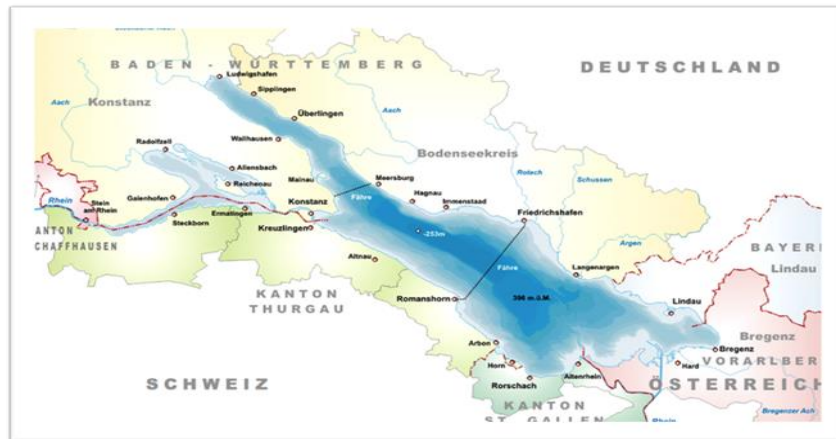 BADEN - WÜRTTEMBERG
DEUTSCHLAND
Ludwigshafen
Sipplingen
Aach
Konstanz
Überlingen
Aach
Wallhausen
Radolfzell
Bodenseekreis
Allensbach
Mainau
Meersburg
Rotach
Schussen
Reichenau
Hagnau
Gaienhofen
Fähre
Immenstaad
Rhein
Stein
am Rhein
Konstanz
Friedrichshafen
Ermatingen
Steckborn
Kreuzlingen
-253m
ANTON
CHAFFHAUSEN
Argen
BAYER
Altnau
Fähre
Langenargen
Lindau
KANTON
THURGAU
Romanshorn
Lindau
Bregenz
Arbon
Bregenz
VORARLBER
Horn
Hard
SCHWEIZ
Rorschach
Altenrhein
ÖSTERREICH
KANTON
ST. GALLEN
Rhein
Bregenzer Ach